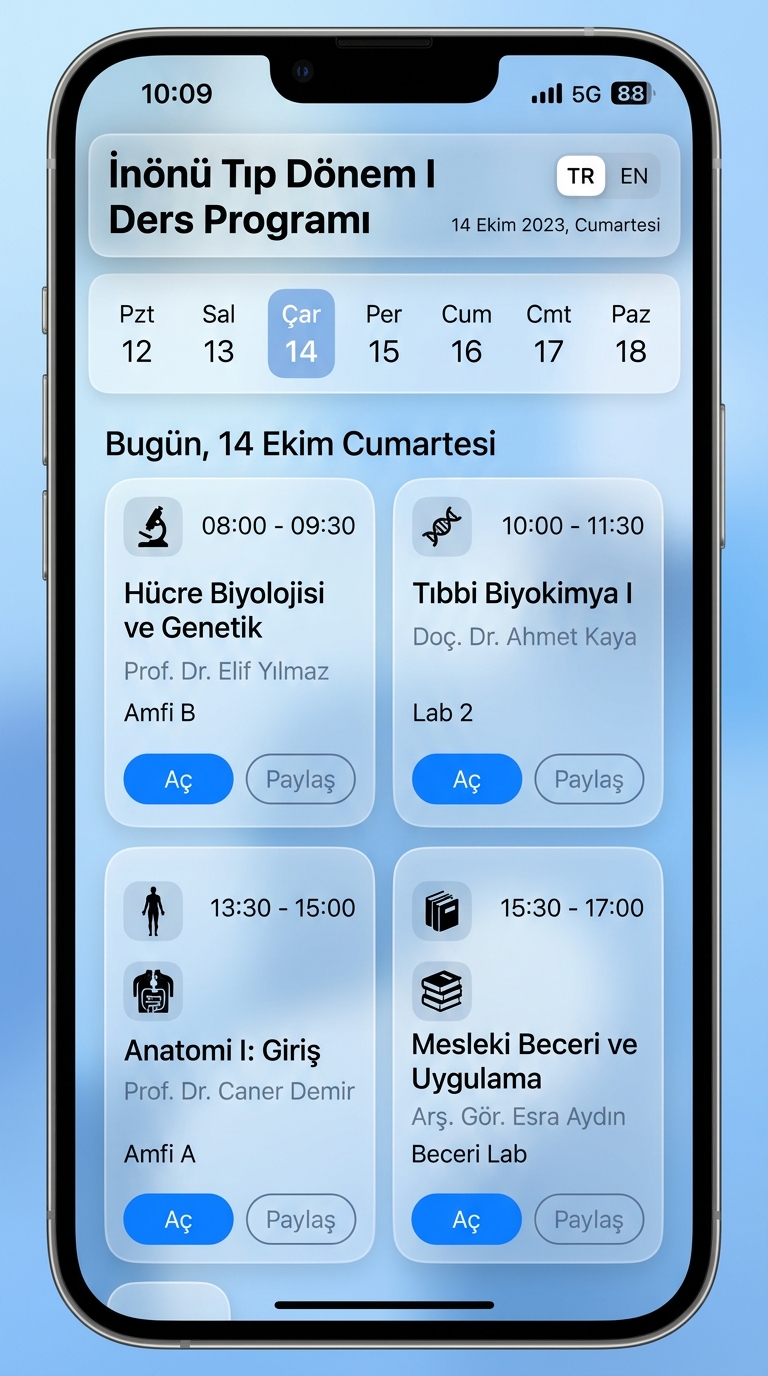 10:09
5G
88
İnönü Tıp Dönem I
Ders Programı
TR EN
14 Ekim 2023, Cumartesi
Pzt Sal Çar Per Cum Cmt Paz
12 13 14 15 16 17 18
Bugün, 14 Ekim Cumartesi
08:00 - 09:30
Hücre Biyolojisi
ve Genetik
Prof. Dr. Elif Yılmaz
Amfi B
Aç Paylaş
10:00 - 11:30
Tıbbi Biyokimya I
Doç. Dr. Ahmet Kaya
Lab 2
Aç Paylaş
13:30 - 15:00
Anatomi I: Giriş
Prof. Dr. Caner Demir
Amfi A
Aç Paylaş
15:30 - 17:00
Mesleki Beceri ve
Uygulama
Arş. Gör. Esra Aydın
Beceri Lab
Aç Paylaş